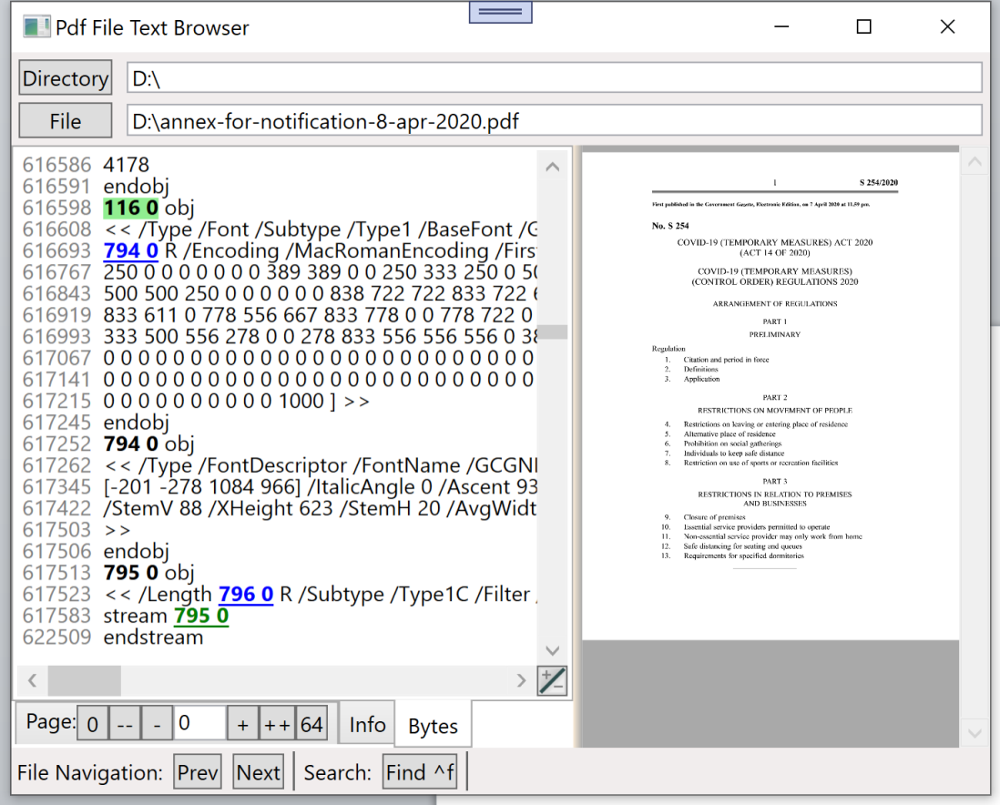 Pdf File Text Browser
Directory D:\
File D:\annex-for-notification-8-apr-2020.pdf
616586 4178
616591 endobj
616598 116 0 obj
616608 << /Type /Font /Subtype /Type1 /BaseFont /G
616693 794 0 R /Encoding /MacRomanEncoding /Firs
616767 250 0 0 0 0 0 0 0 389 389 0 0 250 333 250 0 50
616843 500 500 250 0 0 0 0 0 0 838 722 722 833 722 6
616919 833 611 0 778 556 667 833 778 0 0 778 722 0
616993 333 500 556 278 0 0 278 833 556 556 556 0 38
617067 0 0 0 0 0 0 0 0 0 0 0 0 0 0 0 0 0 0 0 0 0 0 0 0 0 0
617141 0 0 0 0 0 0 0 0 0 0 0 0 0 0 0 0 0 0 0 0 0 0 0 0 0 0
617215 0 0 0 0 0 0 0 0 0 0 0 1000 ] >>
617245 endobj
617252 794 0 obj
617262 << /Type /FontDescriptor /FontName /GCGNI
617345 [-201 -278 1084 966] /ItalicAngle 0 /Ascent 93
617422 /StemV 88 /XHeight 623 /StemH 20 /AvgWidt
617503 >>
617506 endobj
617513 795 0 obj
617523 << /Length 796 0 R /Subtype /Type1C /Filter /
617583 stream 795 0
622509 endstream
Page: 0 -- - 0 + ++ 64 Info Bytes
File Navigation: Prev Next Search: Find ^f
1 S 254/2020
First published in the Government Gazette, Electronic Edition, on 7 April 2020 at 11.59 pm.
No. S 254
COVID-19 (TEMPORARY MEASURES) ACT 2020
(ACT 14 OF 2020)
COVID-19 (TEMPORARY MEASURES)
(CONTROL ORDER) REGULATIONS 2020
ARRANGEMENT OF REGULATIONS
PART 1
PRELIMINARY
Regulation
1. Citation and period in force
2. Definitions
3. Application
PART 2
RESTRICTIONS ON MOVEMENT OF PEOPLE
4. Restrictions on leaving or entering place of residence
5. Alternative place of residence
6. Prohibition on social gatherings
7. Individuals to keep safe distance
8. Restriction on use of sports or recreation facilities
PART 3
RESTRICTIONS IN RELATION TO PREMISES
AND BUSINESSES
9. Closure of premises
10. Essential service providers permitted to operate
11. Non-essential service provider may only work from home
12. Safe distancing for seating and queues
13. Requirements for specified dormitories